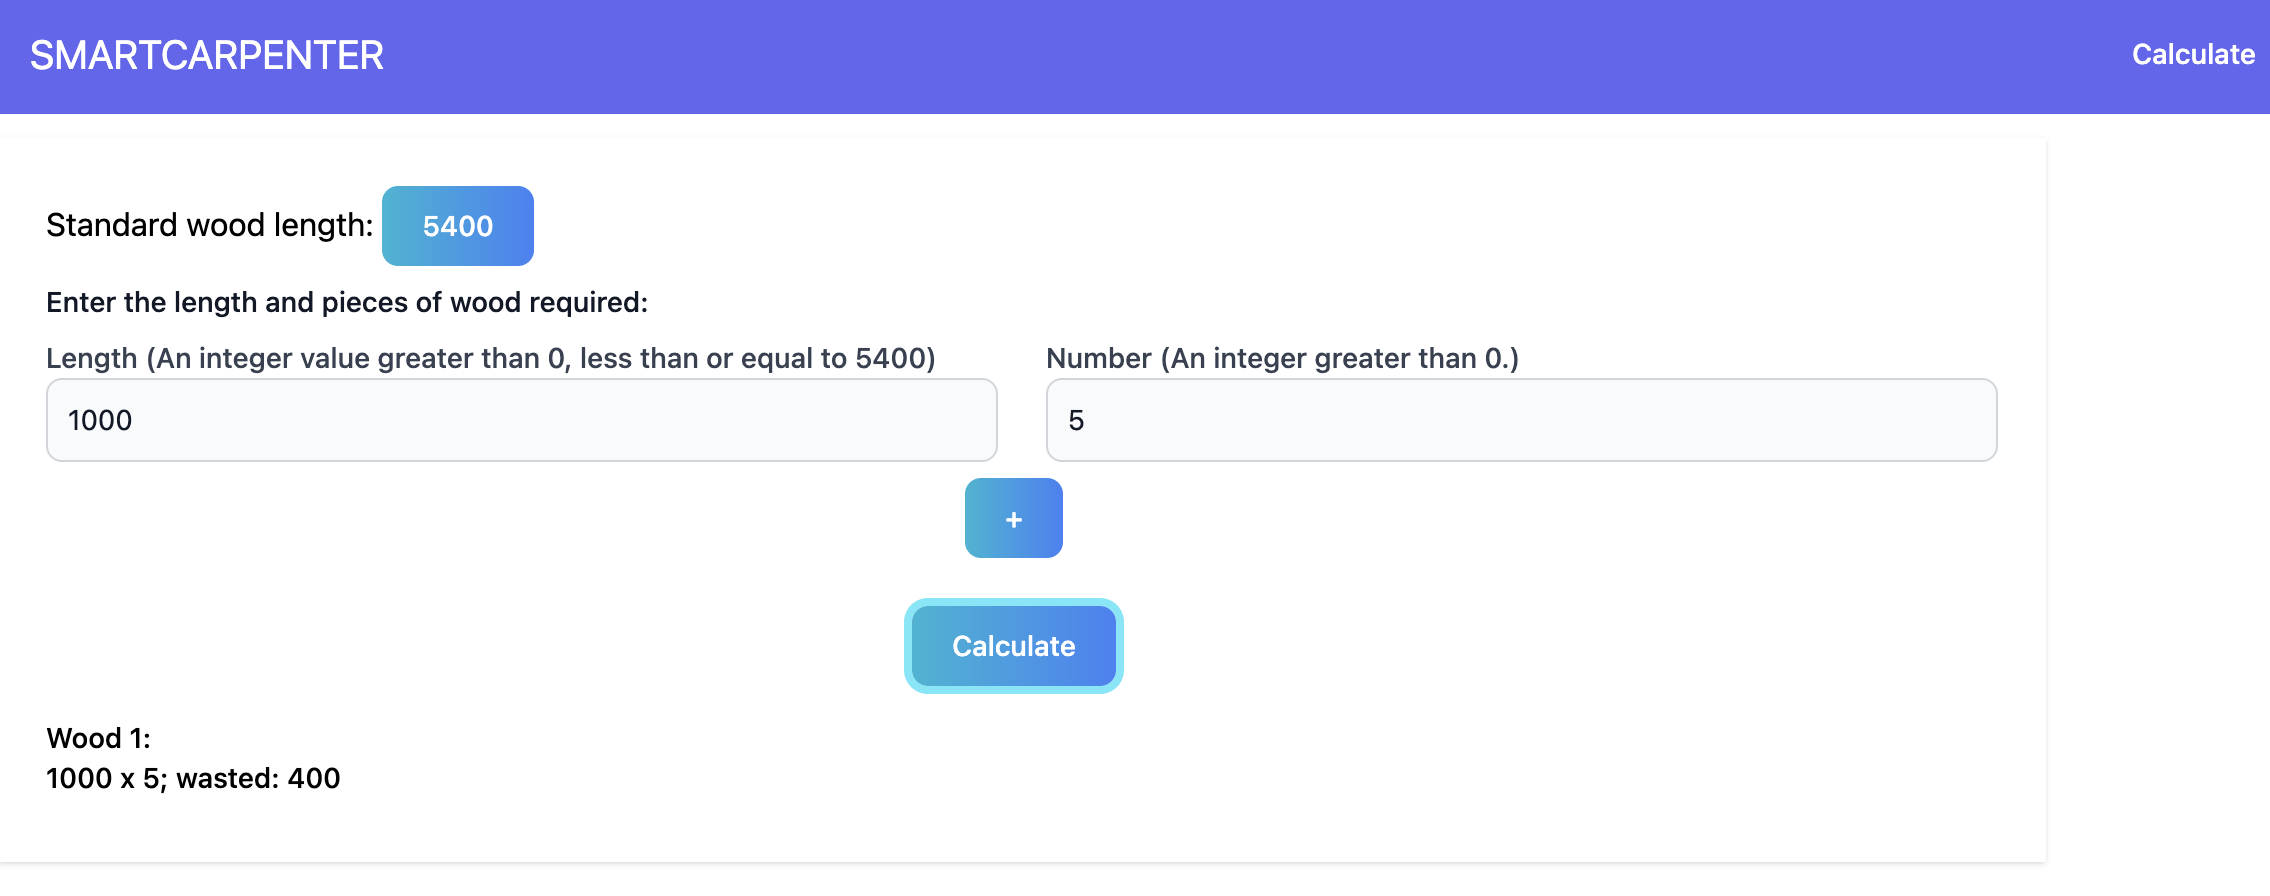 SMARTCARPENTER
Calculate
Standard wood length: 5400
Enter the length and pieces of wood required:
Length (An integer value greater than 0, less than or equal to 5400)
Number (An integer greater than 0.)
1000
5
+
Calculate
Wood 1:
1000 x 5; wasted: 400